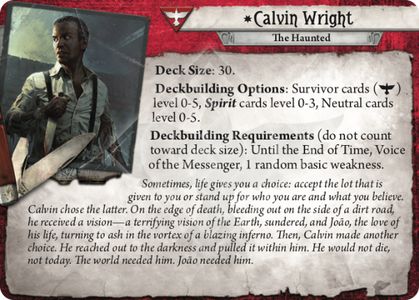 *Calvin Wright
The Haunted
Deck Size: 30.
Deckbuilding Options: Survivor cards ()
level 0-5, Spirit cards level 0-3, Neutral cards
level 0-5.
Deckbuilding Requirements (do not count
toward deck size): Until the End of Time, Voice
of the Messenger, 1 random basic weakness.
Sometimes, life gives you a choice: accept the lot that is
given to you or stand up for who you are and what you believe.
Calvin chose the latter. On the edge of death, bleeding out on the side of a dirt road,
he received a vision—a terrifying vision of the Earth, sundered, and João, the love of
his life, turning to ash in the vortex of a blazing inferno. Then, Calvin made another
choice. He reached out to the darkness and pulled it within him. He would not die,
not today. The world needed him. João needed him.